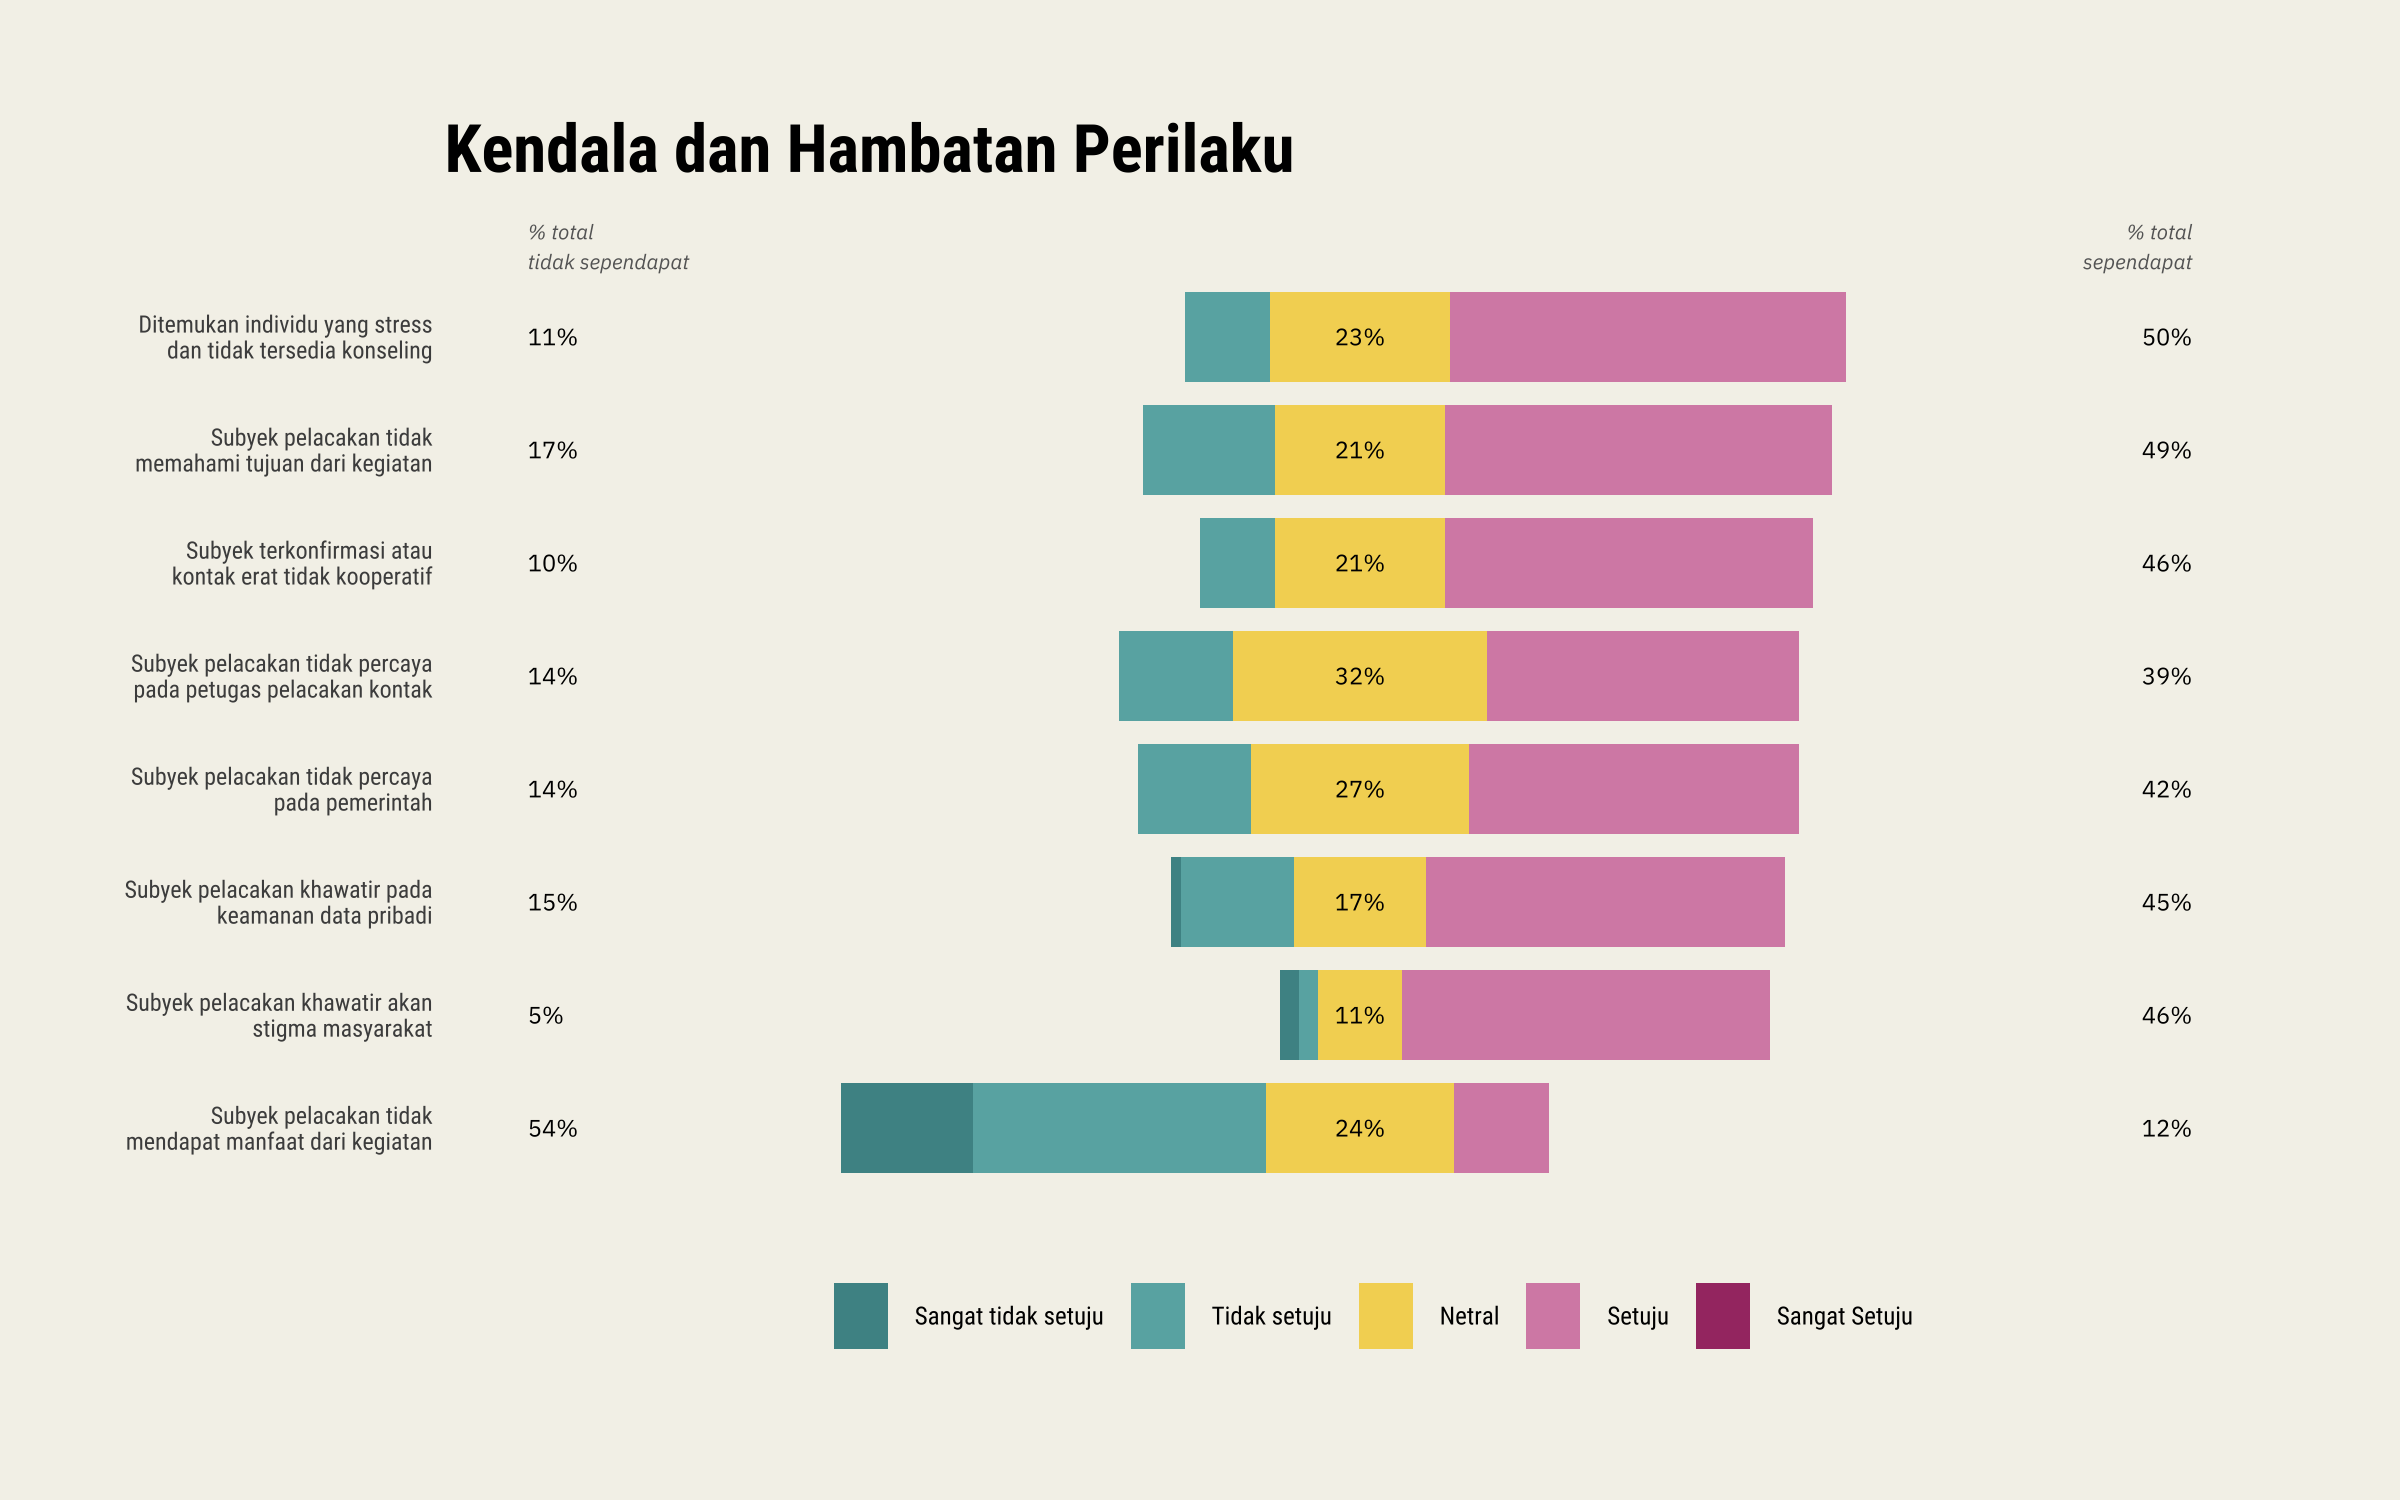 Kendala dan Hambatan Perilaku
% total
tidak sependapat
% total
sependapat
Ditemukan individu yang stress
dan tidak tersedia konseling
11%
23%
50%
Subyek pelacakan tidak
memahami tujuan dari kegiatan
17%
21%
49%
Subyek terkonfirmasi atau
kontak erat tidak kooperatif
10%
21%
46%
Subyek pelacakan tidak percaya
pada petugas pelacakan kontak
14%
32%
39%
Subyek pelacakan tidak percaya
pada pemerintah
14%
27%
42%
Subyek pelacakan khawatir pada
keamanan data pribadi
15%
17%
45%
Subyek pelacakan khawatir akan
stigma masyarakat
5%
11%
46%
Subyek pelacakan tidak
mendapat manfaat dari kegiatan
54%
24%
12%
Sangat tidak setuju
Tidak setuju
Netral
Setuju
Sangat Setuju